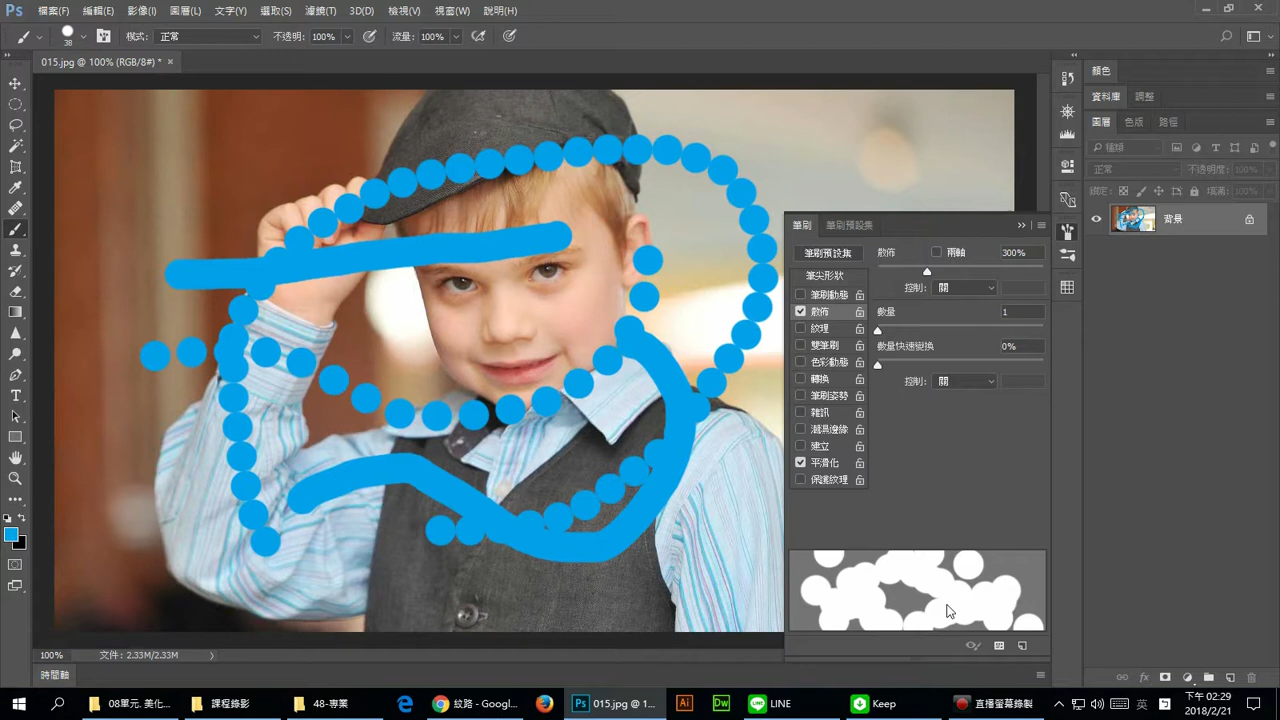 Ps 檔案(F) 編輯(E) 影像(I) 圖層(L) 文字(Y) 選取(S) 濾鏡(T) 3D(D) 檢視(V) 視窗(W) 說明(H)
38 模式: 正常 不透明: 100% 流量: 100%
015.jpg @ 100% (RGB/8#) * ×
顏色
資料庫 調整
圖層 色版 路徑
種類
正常 不透明度: 100%
鎖定: 填滿: 100%
背景
筆刷 筆刷預設集
筆刷預設集 散佈 兩軸 300%
筆尖形狀 控制: 關
筆刷動態
散佈 數量 1
紋理
雙筆刷 數量快速變換 0%
色彩動態
轉換 控制: 關
筆刷姿勢
雜訊
潮濕邊緣
建立
平滑化
保護紋理
100% 文件: 2.33M/2.33M
時間軸
fx
08單元. 美化... 課程錄影 48-專業 紋路 - Googl... Ps 015.jpg @ 1... Ai Dw LINE Keep 直播螢幕錄製 英 下午 02:29
2018/2/21